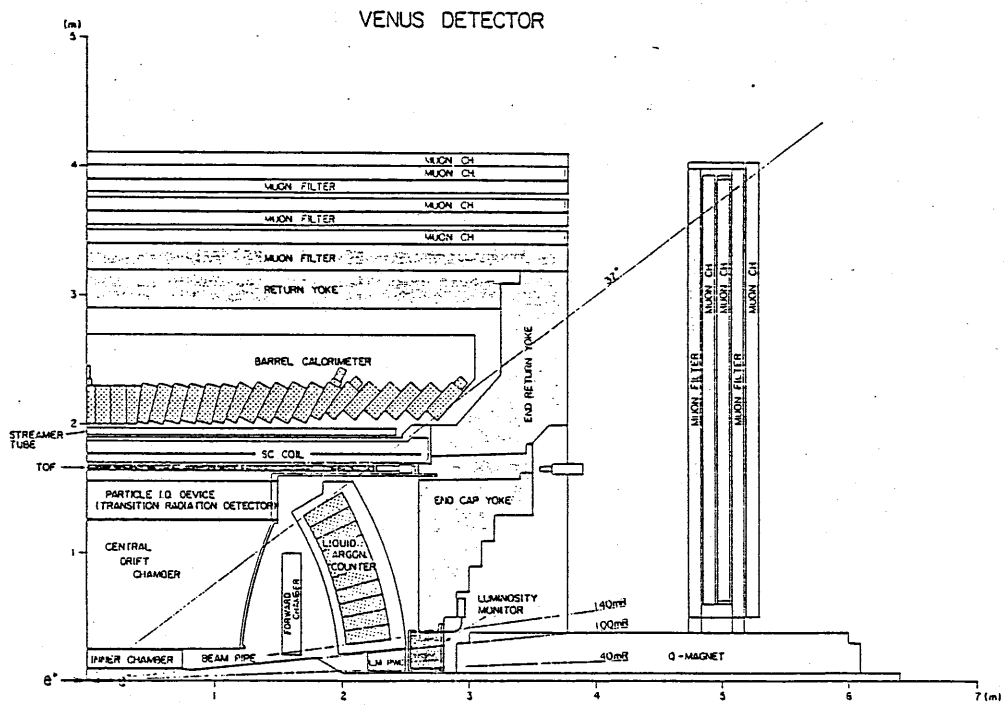 VENUS DETECTOR
(m)
5
4
3
2
1
MUON CH
MUON CH.
MUON FILTER
MUON CH
MUON FILTER
MUON CH
MUON FILTER
RETURN YOKE
BARREL CALORIMETER
STREAMER
TUBE
SC COIL
TOF
PARTICLE I.D. DEVICE
(TRANSITION RADIATION DETECTOR)
CENTRAL
DRIFT
CHAMBER
FORWARD
CHAMBER
LIQUID
ARGON
COUNTER
END CAP YOKE
END RETURN YOKE
37°
MUON FILTER
MUON CH
MUON CH
MUON FILTER
MUON CH
LUMINOSITY
MONITOR
140mR
100mR
40mR
Q-MAGNET
INNER CHAMBER
BEAM PIPE
LM PWC
1
2
3
4
5
6
7 (m)